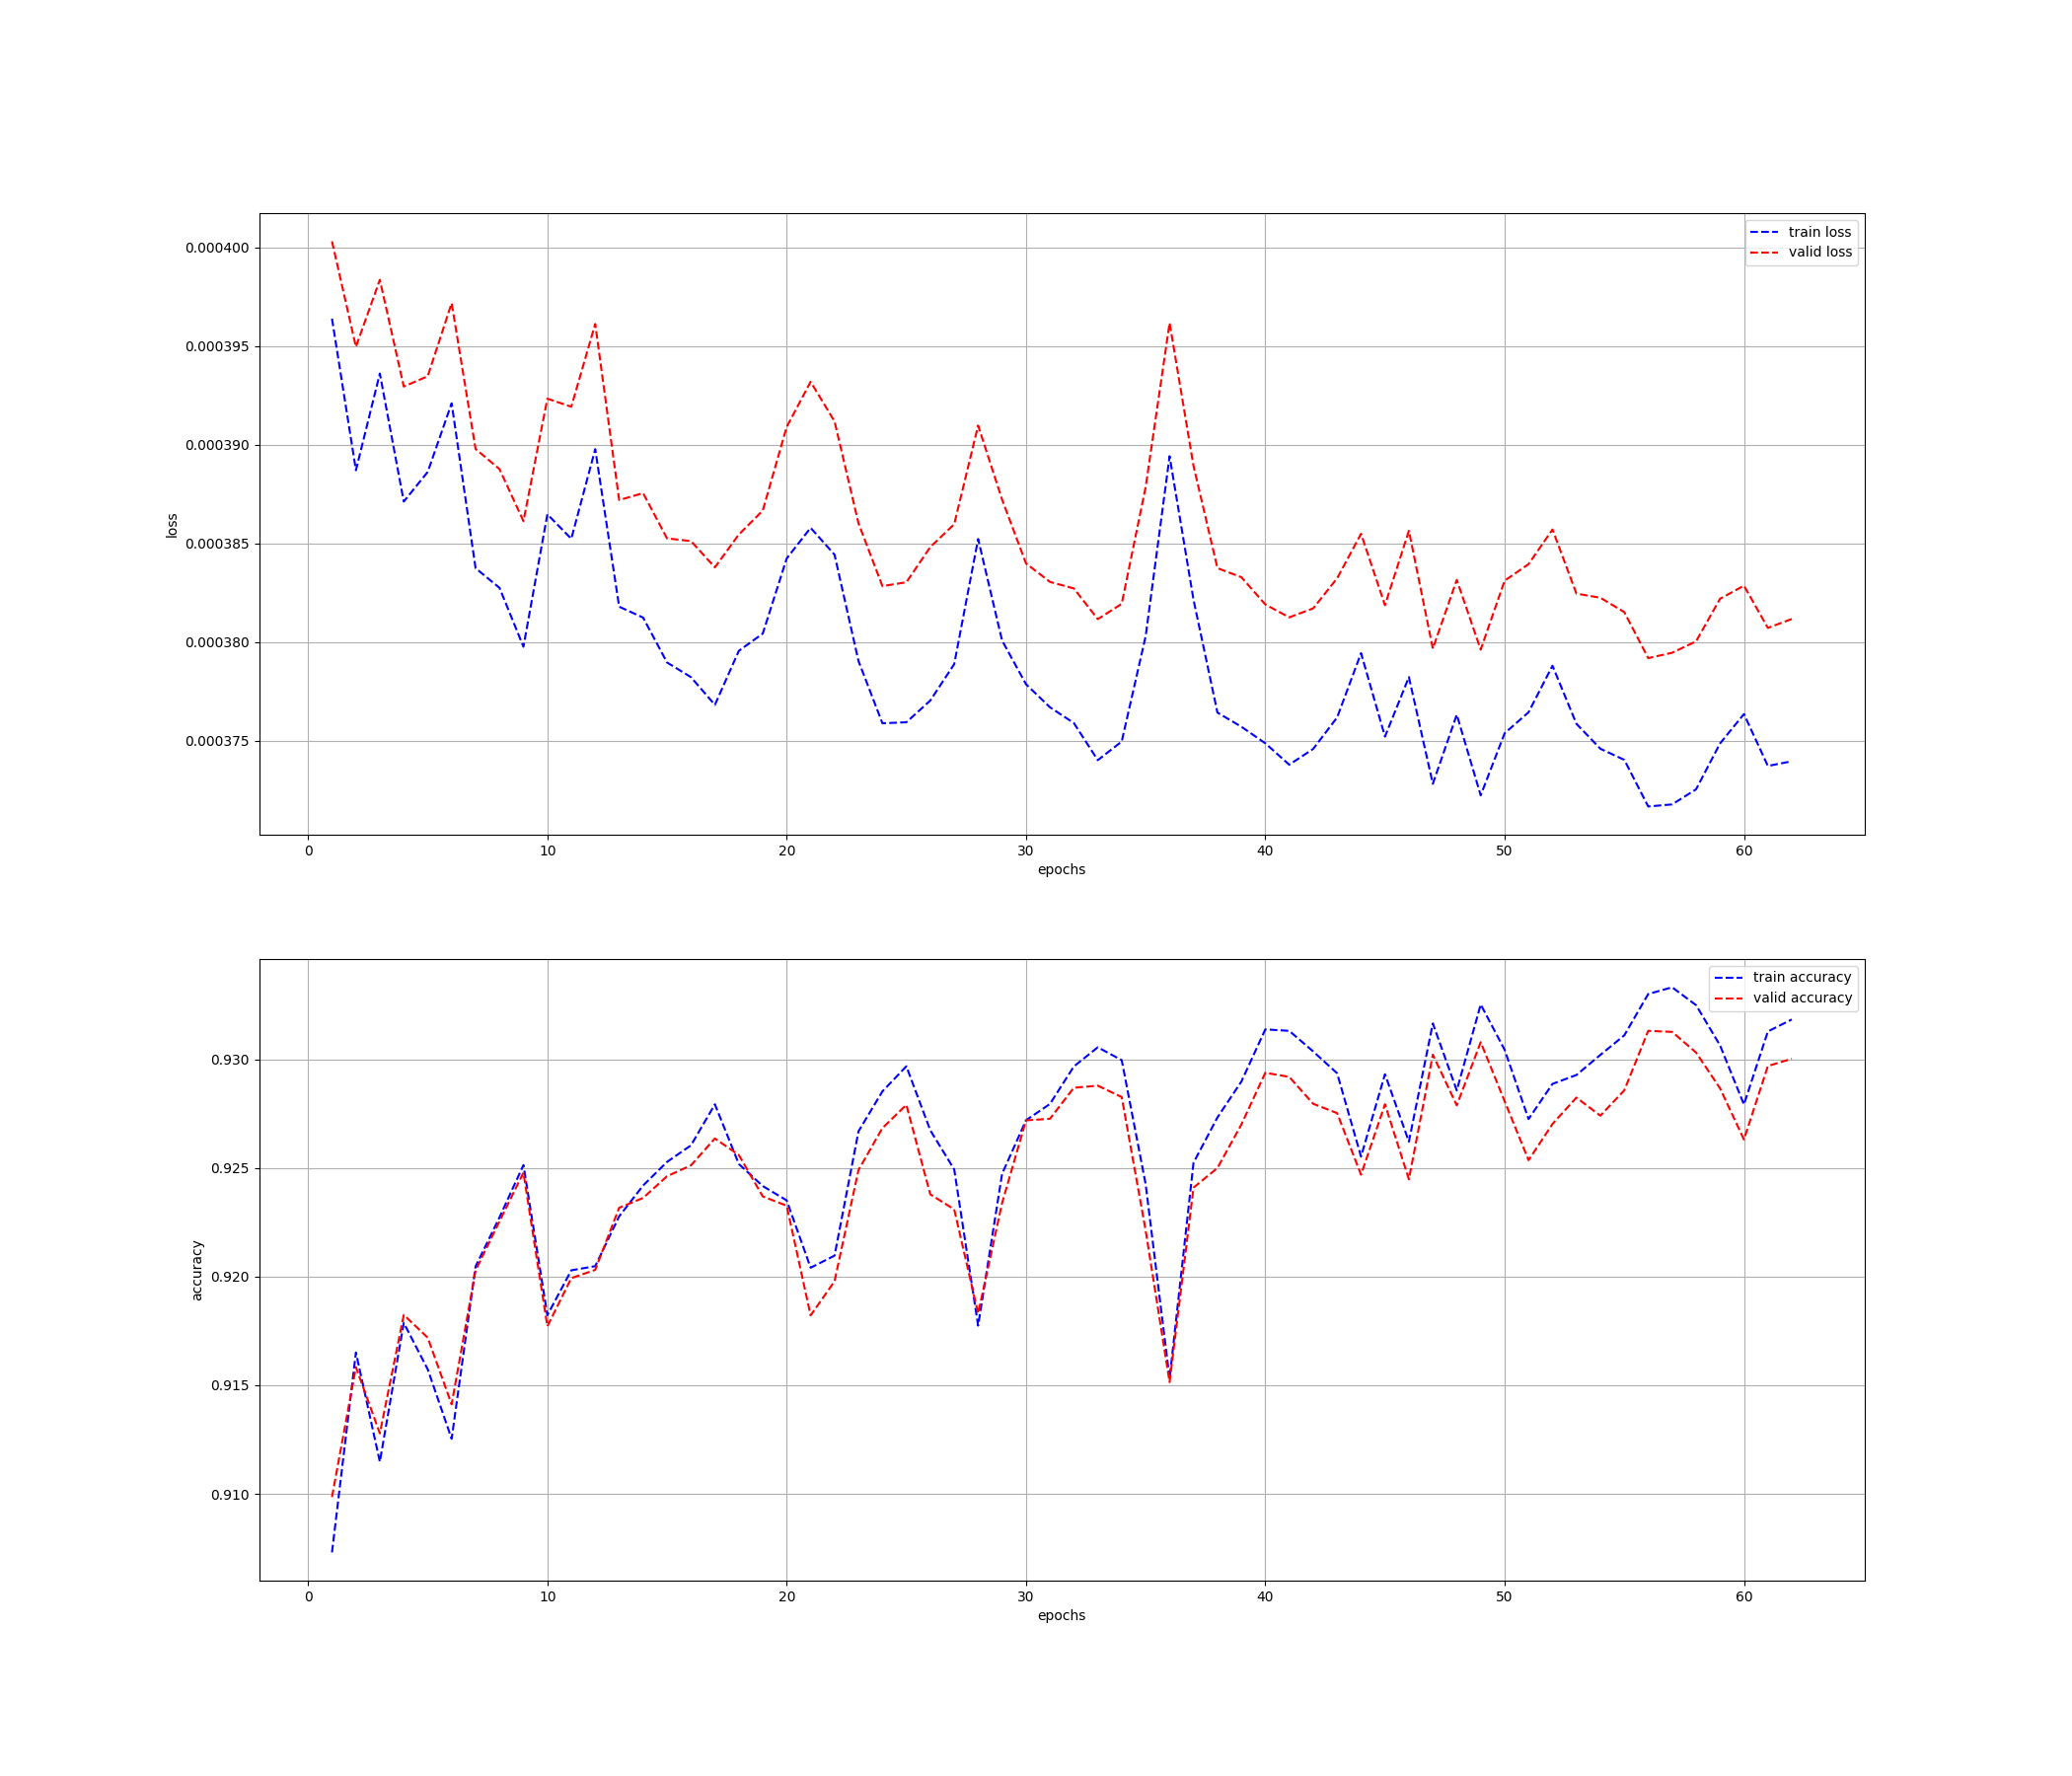 train loss
valid loss
0.000400
0.000395
0.000390
0.000385
0.000380
0.000375
loss
0 10 20 30 40 50 60
epochs
train accuracy
valid accuracy
0.930
0.925
0.920
0.915
0.910
accuracy
0 10 20 30 40 50 60
epochs